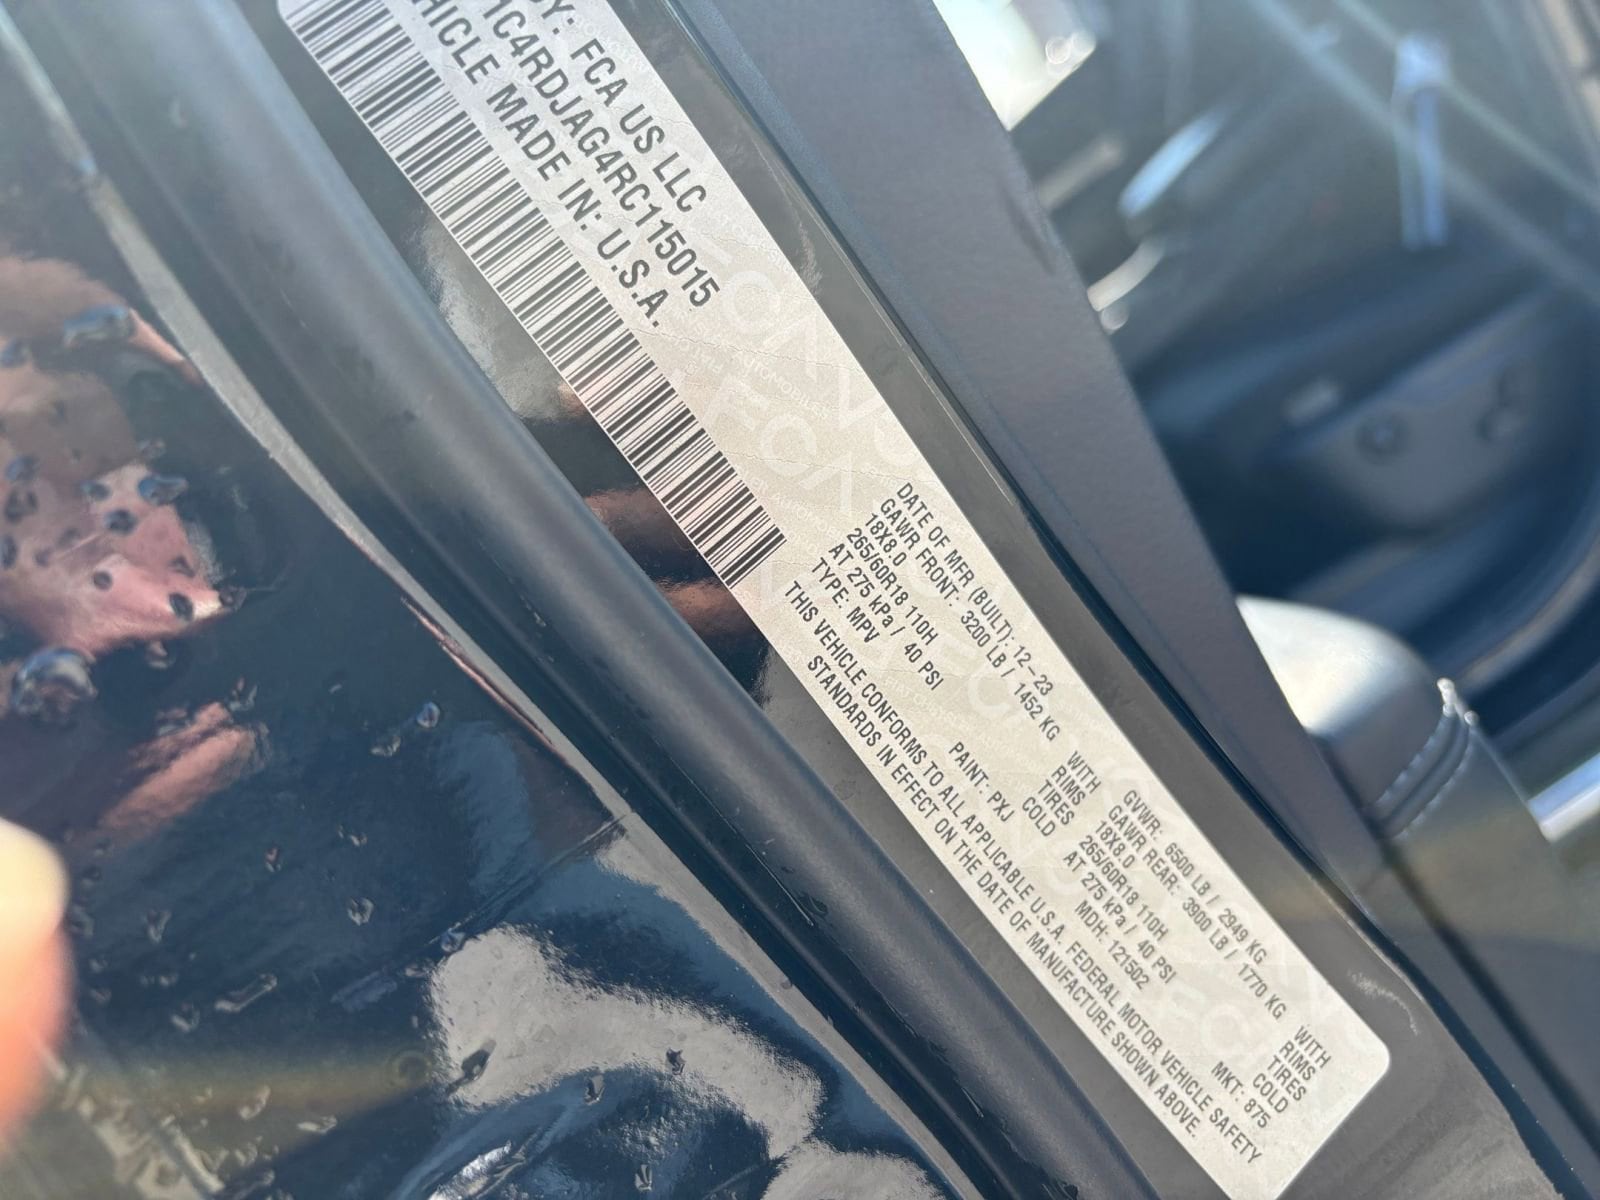 BY: FCA US LLC
1C4RDJAG4RC115015
VEHICLE MADE IN: U.S.A.
DATE OF MFR (BUILT): 12-23 GVWR: 6500 LB / 2949 KG
GAWR FRONT: 3200 LB / 1452 KG WITH GAWR REAR: 3900 LB / 1770 KG WITH
18X8.0 RIMS 18X8.0 RIMS
265/60R18 110H TIRES 265/60R18 110H TIRES
AT 275 kPa / 40 PSI COLD AT 275 kPa / 40 PSI COLD
TYPE: MPV PAINT: PXJ MDH: 121502 MKT: 875
THIS VEHICLE CONFORMS TO ALL APPLICABLE U.S.A. FEDERAL MOTOR VEHICLE SAFETY
STANDARDS IN EFFECT ON THE DATE OF MANUFACTURE SHOWN ABOVE.